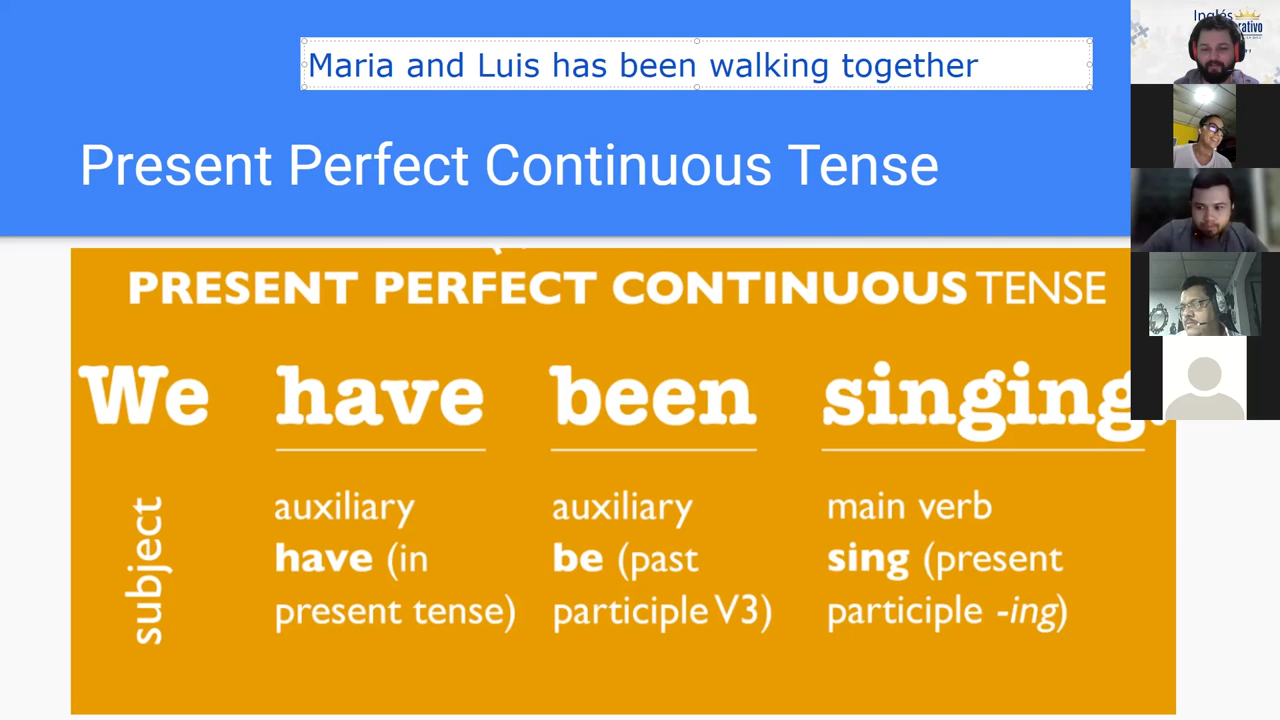 Inglés
Maria and Luis has been walking together
Present Perfect Continuous Tense
PRESENT PERFECT CONTINUOUS TENSE
We have been singing.
subject
auxiliary
have (in
present tense)
auxiliary
be (past
participle V3)
main verb
sing (present
participle -ing)